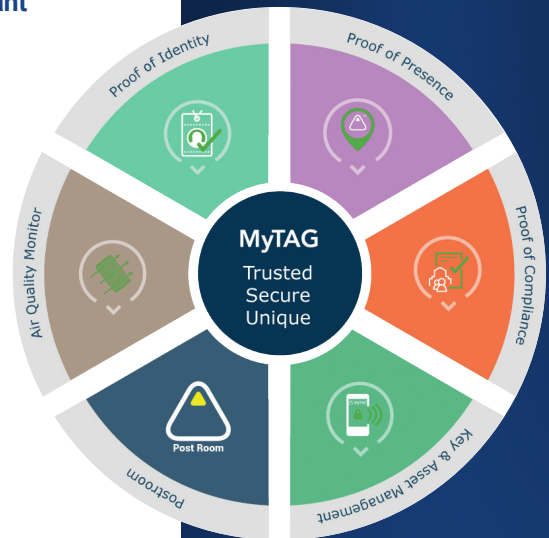 Proof of Identity
Proof of Presence
Proof of Compliance
Key & Asset Management
Postroom
Post Room
Air Quality Monitor
MyTAG
Trusted
Secure
Unique